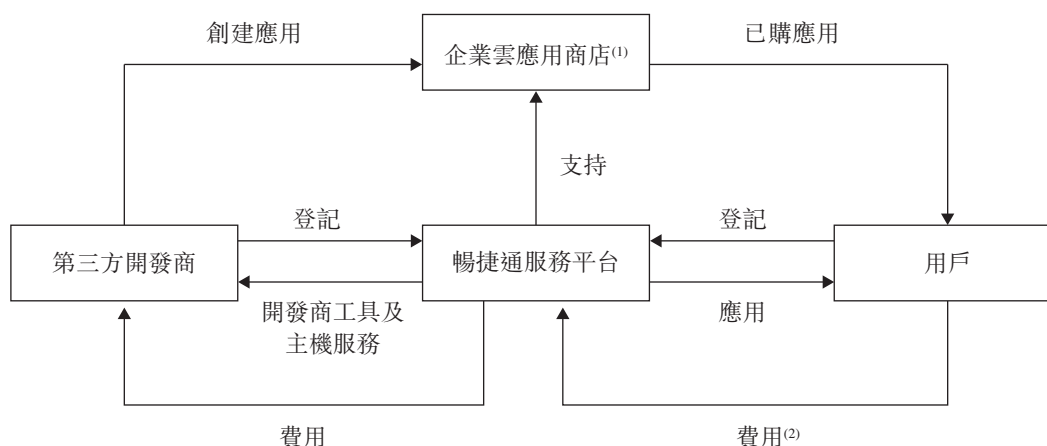 創建應用
已購應用
企業雲應用商店(1)
支持
登記
登記
第三方開發商
暢捷通服務平台
用戶
開發商工具及
主機服務
應用
費用
費用(2)